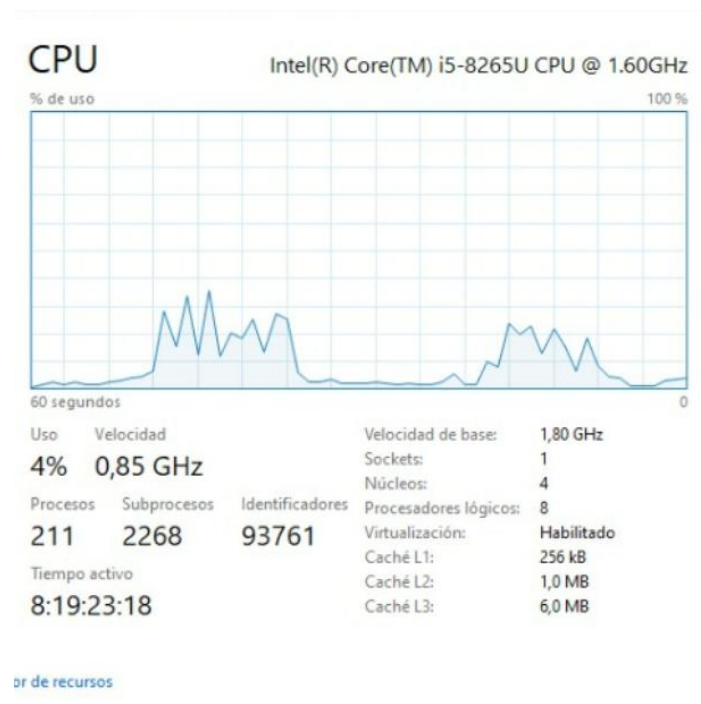 CPU
Intel(R) Core(TM) i5-8265U CPU @ 1.60GHz
% de uso
100 %
60 segundos
0
Uso
Velocidad
4%
0,85 GHz
Procesos
Subprocesos
Identificadores
211
2268
93761
Tiempo activo
8:19:23:18
Velocidad de base: 1,80 GHz
Sockets: 1
Núcleos: 4
Procesadores lógicos: 8
Virtualización: Habilitado
Caché L1: 256 kB
Caché L2: 1,0 MB
Caché L3: 6,0 MB
or de recursos